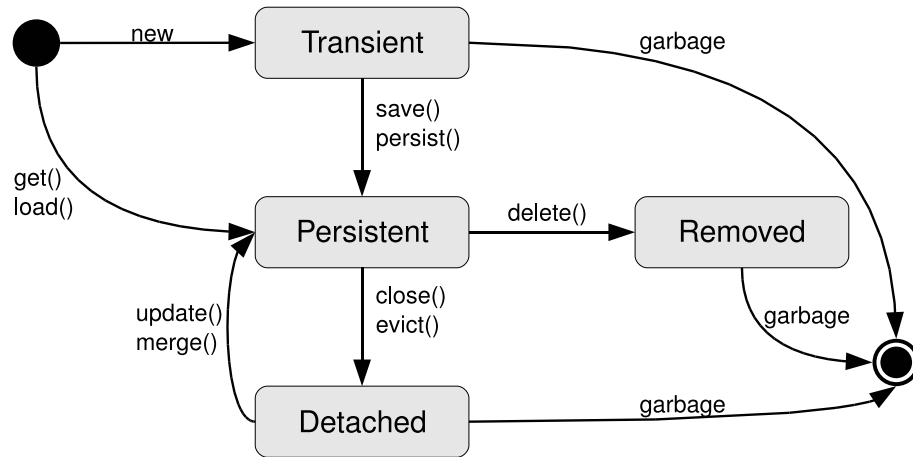 new
Transient
garbage
save()
persist()
get()
load()
Persistent
delete()
Removed
update()
merge()
close()
evict()
garbage
Detached
garbage